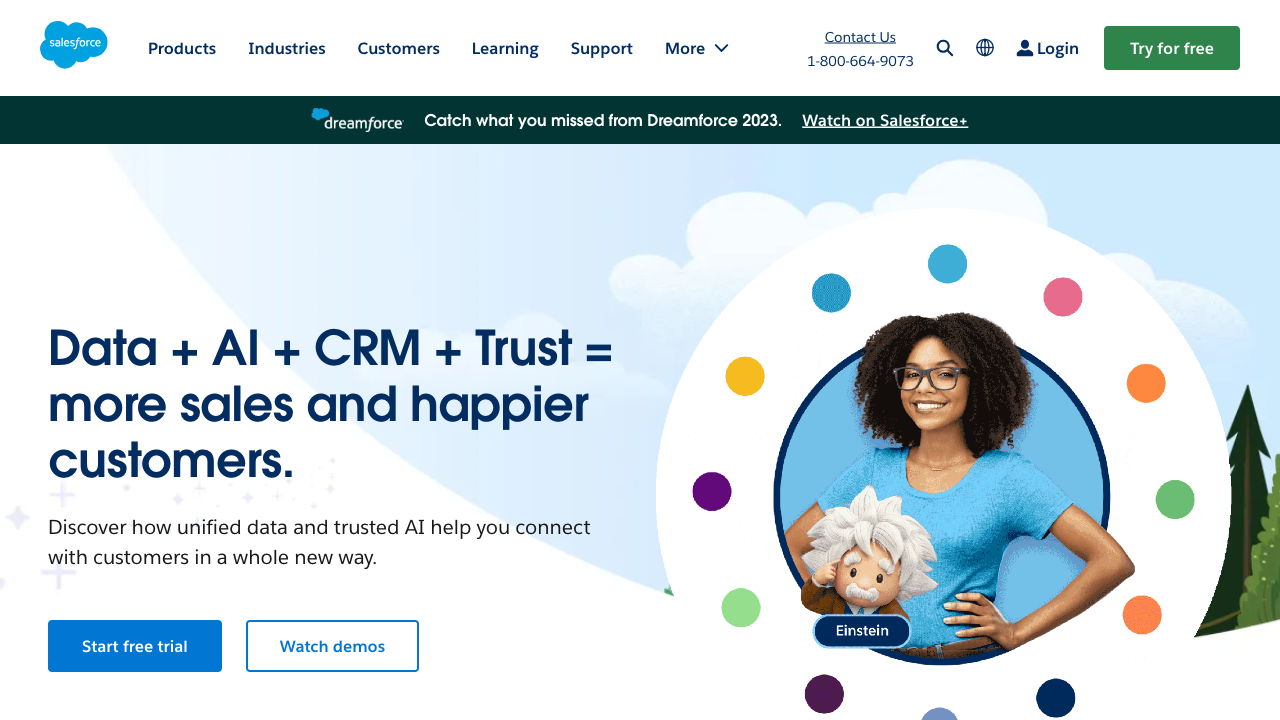 salesforce
Products
Industries
Customers
Learning
Support
More
Contact Us
1-800-664-9073
Login
Try for free
dreamforce
Catch what you missed from Dreamforce 2023.
Watch on Salesforce+
Data + AI + CRM + Trust =
more sales and happier
customers.
Discover how unified data and trusted AI help you connect
with customers in a whole new way.
Start free trial
Watch demos
Einstein